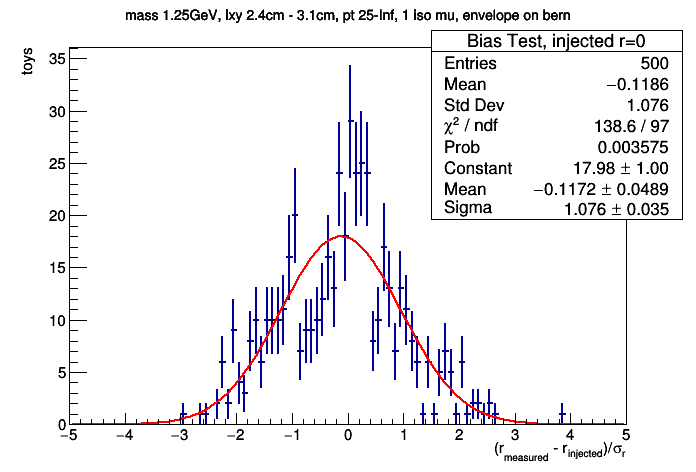 mass 1.25GeV, lxy 2.4cm - 3.1cm, pt 25-Inf, 1 Iso mu, envelope on bern
Bias Test, injected r=0
Entries 500
Mean −0.1186
Std Dev 1.076
χ² / ndf 138.6 / 97
Prob 0.003575
Constant 17.98 ± 1.00
Mean −0.1172 ± 0.0489
Sigma 1.076 ± 0.035
toys
35
30
25
20
15
10
5
0
−5 −4 −3 −2 −1 0 1 2 3 4 5
(r_measured - r_injected)/σ_r